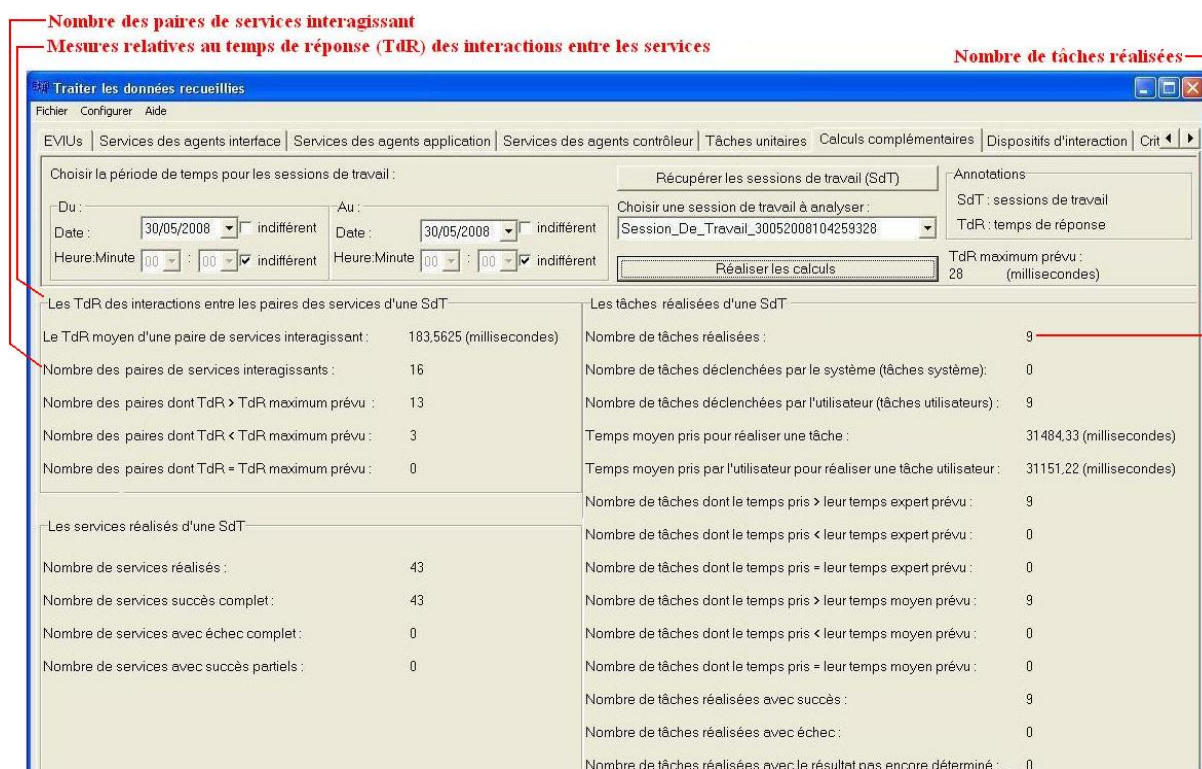 Nombre des paires de services interagissant
Mesures relatives au temps de réponse (TdR) des interactions entre les services
Nombre de tâches réalisées
Traiter les données recueillies
Fichier Configurer Aide
EVIUs Services des agents interface Services des agents application Services des agents contrôleur Tâches unitaires Calculs complémentaires Dispositifs d'interaction Crit
Choisir la période de temps pour les sessions de travail :
Du :
Date : 30/05/2008 indifférent
Heure:Minute 00 : 00 indifférent
Au :
Date : 30/05/2008 indifférent
Heure:Minute 00 : 00 indifférent
Récupérer les sessions de travail (SdT)
Choisir une session de travail à analyser :
Session_De_Travail_30052008104259328
Réaliser les calculs
Annotations
SdT : sessions de travail
TdR : temps de réponse
TdR maximum prévu :
28 (millisecondes)
Les TdR des interactions entre les paires des services d'une SdT
Le TdR moyen d'une paire de services interagissant : 183,5625 (millisecondes)
Nombre des paires de services interagissants : 16
Nombre des paires dont TdR > TdR maximum prévu : 13
Nombre des paires dont TdR < TdR maximum prévu : 3
Nombre des paires dont TdR = TdR maximum prévu : 0
Les services réalisés d'une SdT
Nombre de services réalisés : 43
Nombre de services succès complet : 43
Nombre de services avec échec complet : 0
Nombre de services avec succès partiels : 0
Les tâches réalisées d'une SdT
Nombre de tâches réalisées : 9
Nombre de tâches déclenchées par le système (tâches système): 0
Nombre de tâches déclenchées par l'utilisateur (tâches utilisateurs) : 9
Temps moyen pris pour réaliser une tâche : 31484,33 (millisecondes)
Temps moyen pris par l'utilisateur pour réaliser une tâche utilisateur : 31151,22 (millisecondes)
Nombre de tâches dont le temps pris > leur temps expert prévu : 9
Nombre de tâches dont le temps pris < leur temps expert prévu : 0
Nombre de tâches dont le temps pris = leur temps expert prévu : 0
Nombre de tâches dont le temps pris > leur temps moyen prévu : 9
Nombre de tâches dont le temps pris < leur temps moyen prévu : 0
Nombre de tâches dont le temps pris = leur temps moyen prévu : 0
Nombre de tâches réalisées avec succès : 9
Nombre de tâches réalisées avec échec : 0
Nombre de tâches réalisées avec le résultat pas encore déterminé : 0